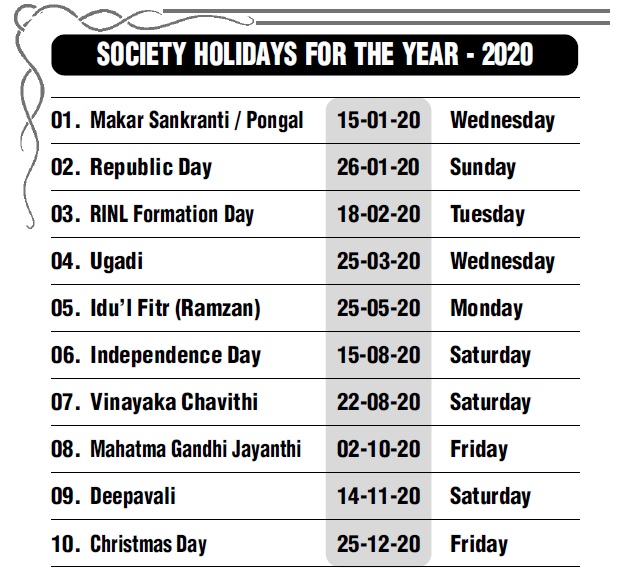 SOCIETY HOLIDAYS FOR THE YEAR - 2020
01. Makar Sankranti / Pongal 15-01-20 Wednesday
02. Republic Day 26-01-20 Sunday
03. RINL Formation Day 18-02-20 Tuesday
04. Ugadi 25-03-20 Wednesday
05. Idu'l Fitr (Ramzan) 25-05-20 Monday
06. Independence Day 15-08-20 Saturday
07. Vinayaka Chavithi 22-08-20 Saturday
08. Mahatma Gandhi Jayanthi 02-10-20 Friday
09. Deepavali 14-11-20 Saturday
10. Christmas Day 25-12-20 Friday